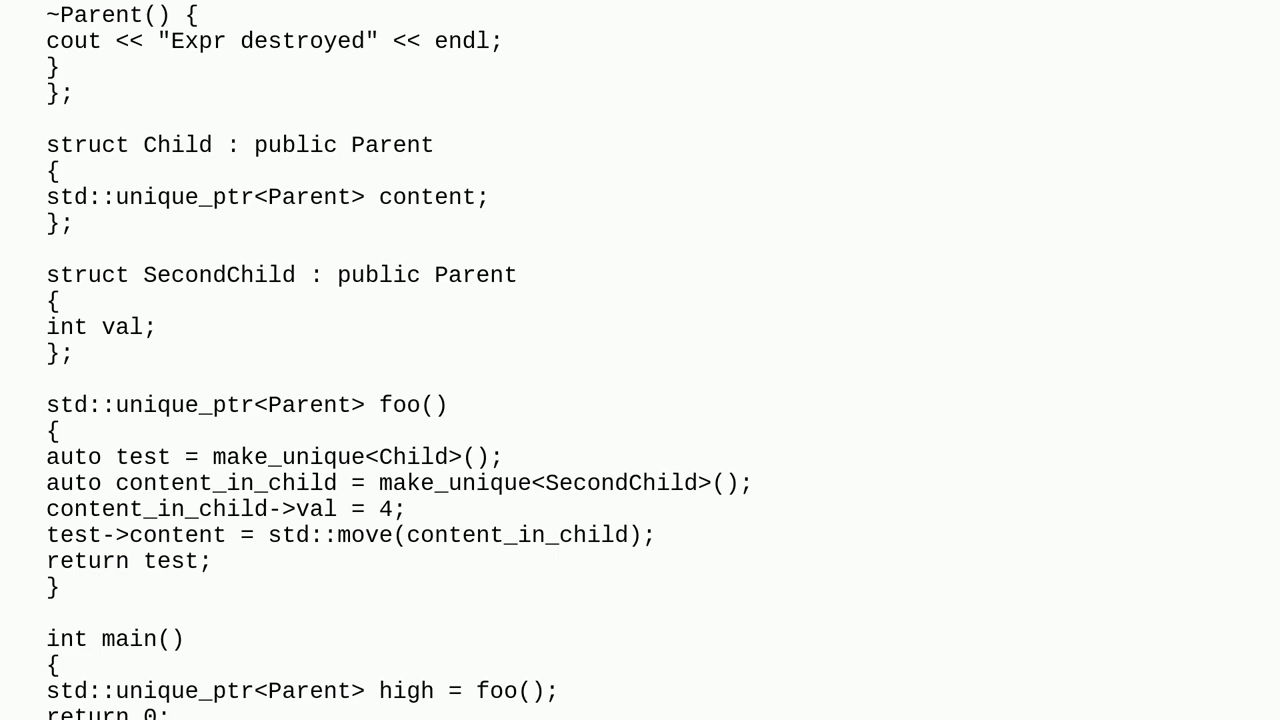 ~Parent() {
cout << "Expr destroyed" << endl;
}
};
struct Child : public Parent
{
std::unique_ptr<Parent> content;
};
struct SecondChild : public Parent
{
int val;
};
std::unique_ptr<Parent> foo()
{
auto test = make_unique<Child>();
auto content_in_child = make_unique<SecondChild>();
content_in_child->val = 4;
test->content = std::move(content_in_child);
return test;
}
int main()
{
std::unique_ptr<Parent> high = foo();
return 0;